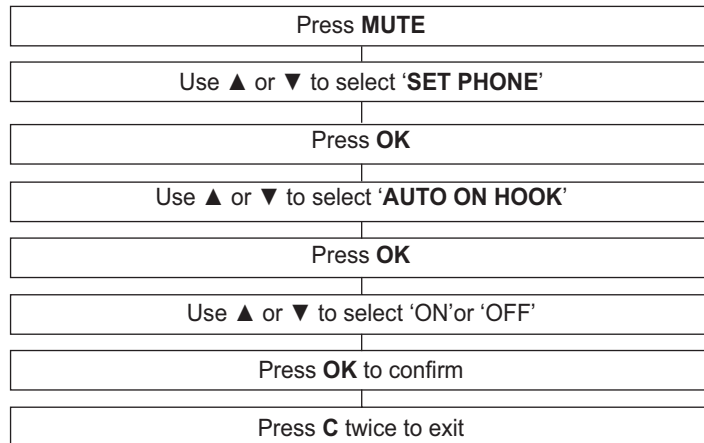 Press MUTE
Use ▲ or ▼ to select ‘SET PHONE’
Press OK
Use ▲ or ▼ to select ‘AUTO ON HOOK’
Press OK
Use ▲ or ▼ to select ‘ON’or ‘OFF’
Press OK to confirm
Press C twice to exit